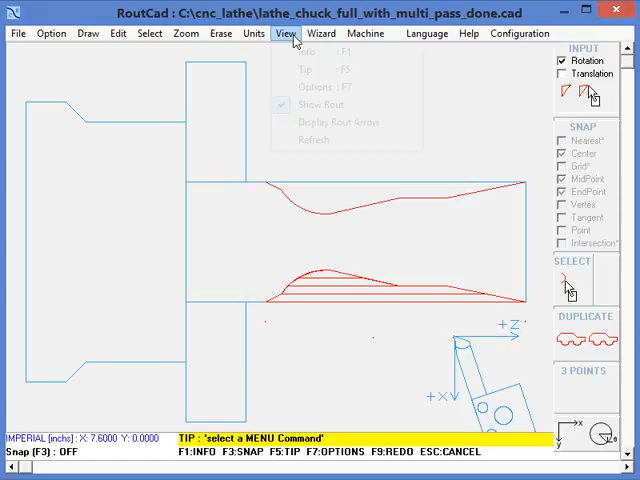 RoutCad : C:\cnc_lathe\lathe_chuck_full_with_multi_pass_done.cad
File Option Draw Edit Select Zoom Erase Units View Wizard Machine Language Help Configuration
Info : F1
Tip : F5
Options : F7
Show Rout
Display Rout Arrow
Refresh
INPUT
Rotation
Translation
SNAP
Nearest*
Center
Grid*
MidPoint
EndPoint
Vertex
Tangent
Point
Intersection*
SELECT
DUPLICATE
3 POINTS
+Z
+X
x
y
IMPERIAL [inchs]: X: 7.6000 Y: 0.0000
TIP : 'select a MENU Command'
Snap (F3) : OFF
F1:INFO F3:SNAP F5:TIP F7:OPTIONS F9:REDO ESC:CANCEL